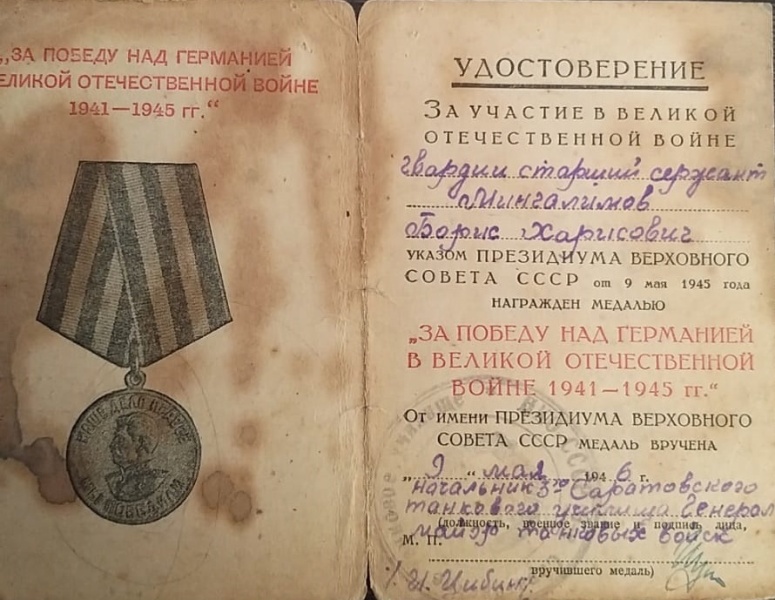 „ЗА ПОБЕДУ НАД ГЕРМАНИЕЙ
ВЕЛИКОЙ ОТЕЧЕСТВЕННОЙ ВОЙНЕ
1941—1945 гг.“
НАШЕ ДЕЛО ПРАВОЕ
МЫ ПОБЕДИЛИ
УДОСТОВЕРЕНИЕ
ЗА УЧАСТИЕ В ВЕЛИКОЙ
ОТЕЧЕСТВЕННОЙ ВОЙНЕ
гвардии старший сержант
Мингалимов
Борис Харисович
УКАЗОМ ПРЕЗИДИУМА ВЕРХОВНОГО
СОВЕТА СССР от 9 мая 1945 года
НАГРАЖДЕН МЕДАЛЬЮ
„ЗА ПОБЕДУ НАД ГЕРМАНИЕЙ
В ВЕЛИКОЙ ОТЕЧЕСТВЕННОЙ
ВОЙНЕ 1941—1945 гг.“
От имени ПРЕЗИДИУМА ВЕРХОВНОГО
СОВЕТА СССР МЕДАЛЬ ВРУЧЕНА
„9“ мая 1946 г.
начальник 3го Саратовского
танкового училища Генерал
(должность, военное звание и подпись лица,
М. П. майор танковых войск
вручившего медаль)